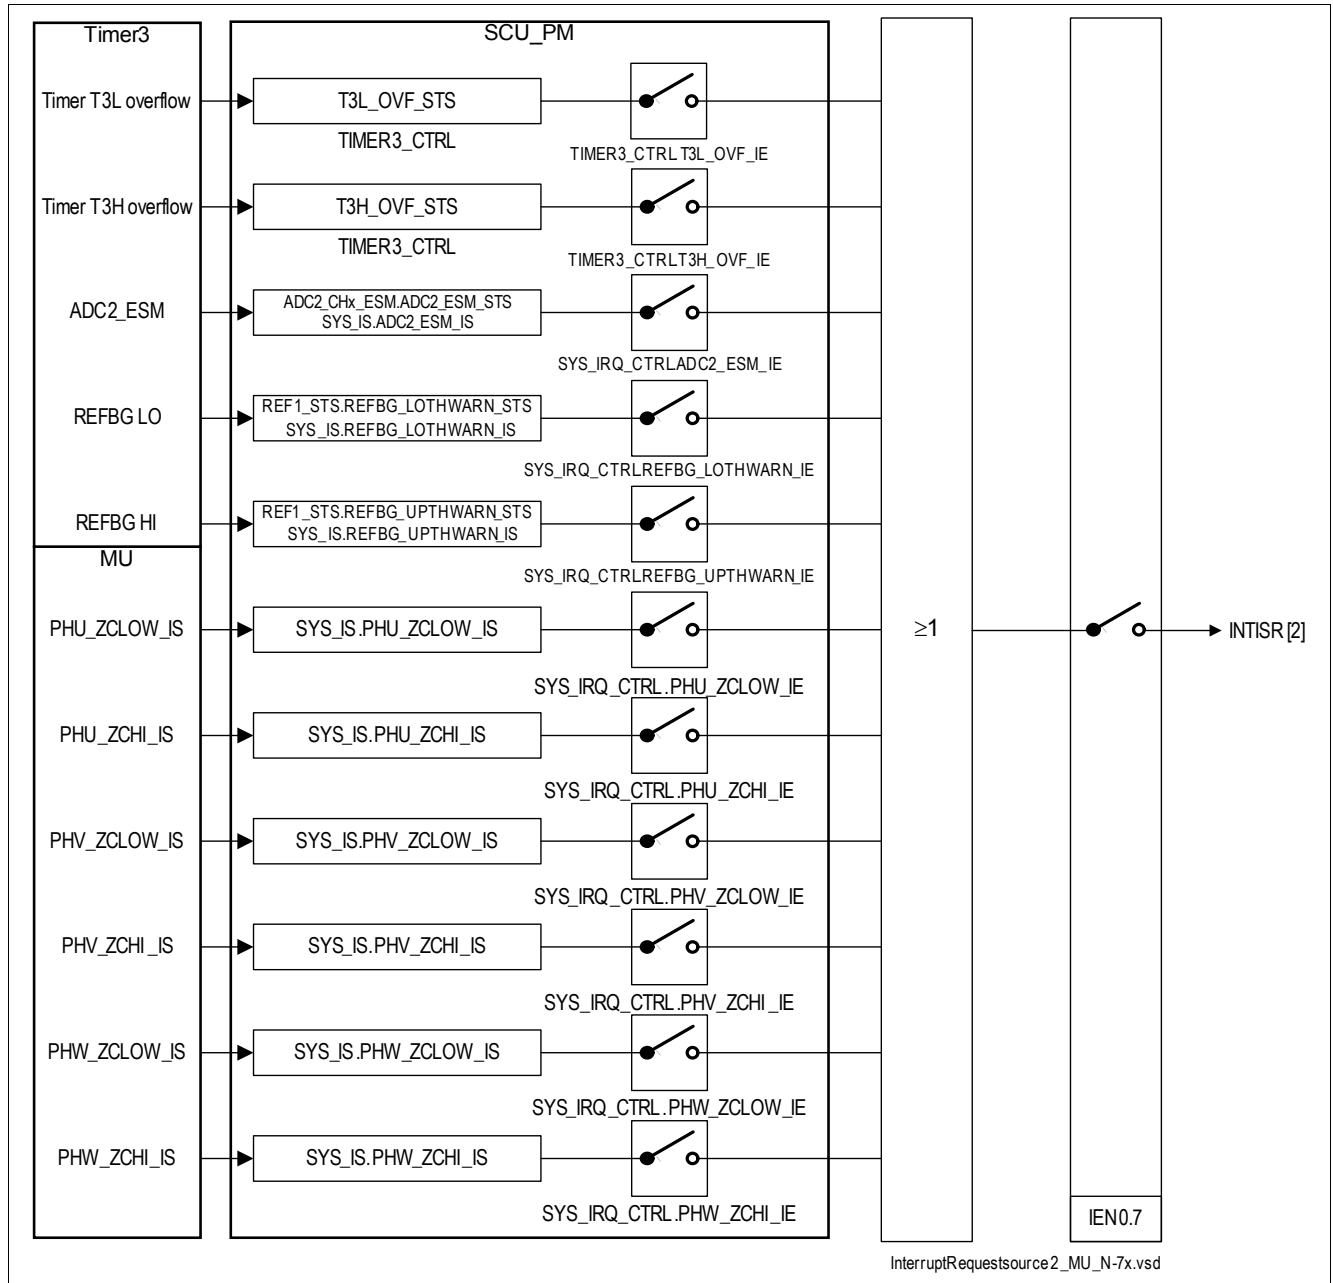 Timer3
SCU_PM
Timer T3L overflow
T3L_OVF_STS
TIMER3_CTRL
TIMER3_CTRLT3L_OVF_IE
Timer T3H overflow
T3H_OVF_STS
TIMER3_CTRL
TIMER3_CTRLT3H_OVF_IE
ADC2_ESM
ADC2_CHx_ESM.ADC2_ESM_STS
SYS_IS.ADC2_ESM_IS
SYS_IRQ_CTRLADC2_ESM_IE
REFBG LO
REF1_STS.REFBG_LOTHWARN_STS
SYS_IS.REFBG_LOTHWARN_IS
SYS_IRQ_CTRLREFBG_LOTHWARN_IE
REFBG HI
REF1_STS.REFBG_UPTHWARN_STS
SYS_IS.REFBG_UPTHWARN_IS
SYS_IRQ_CTRLREFBG_UPTHWARN_IE
MU
PHU_ZCLOW_IS
SYS_IS.PHU_ZCLOW_IS
≥1
INTISR [2]
SYS_IRQ_CTRL.PHU_ZCLOW_IE
PHU_ZCHI_IS
SYS_IS.PHU_ZCHI_IS
SYS_IRQ_CTRL.PHU_ZCHI_IE
PHV_ZCLOW_IS
SYS_IS.PHV_ZCLOW_IS
SYS_IRQ_CTRL.PHV_ZCLOW_IE
PHV_ZCHI_IS
SYS_IS.PHV_ZCHI_IS
SYS_IRQ_CTRL.PHV_ZCHI_IE
PHW_ZCLOW_IS
SYS_IS.PHW_ZCLOW_IS
SYS_IRQ_CTRL.PHW_ZCLOW_IE
PHW_ZCHI_IS
SYS_IS.PHW_ZCHI_IS
SYS_IRQ_CTRL.PHW_ZCHI_IE
IEN0.7
InterruptRequestsource2_MU_N-7x.vsd